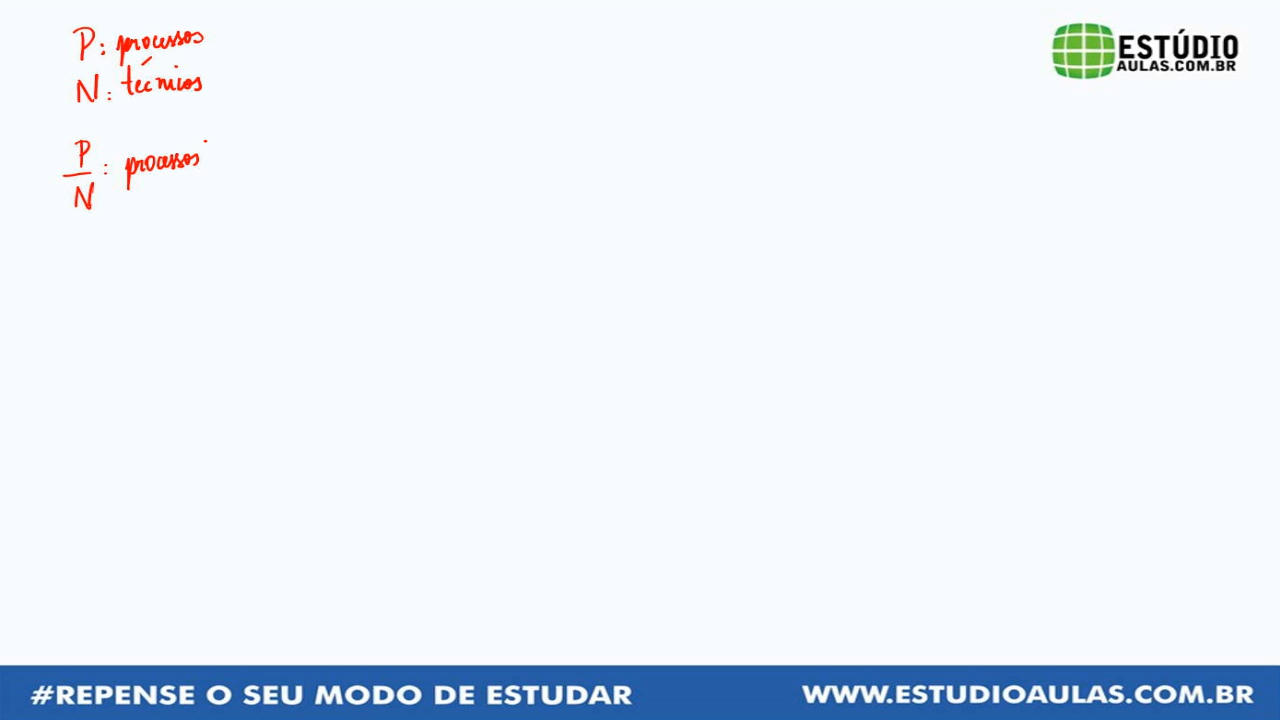 P: processos
N: técnicos
P/N: processos
ESTÚDIO
AULAS.COM.BR
#REPENSE O SEU MODO DE ESTUDAR
WWW.ESTUDIOAULAS.COM.BR